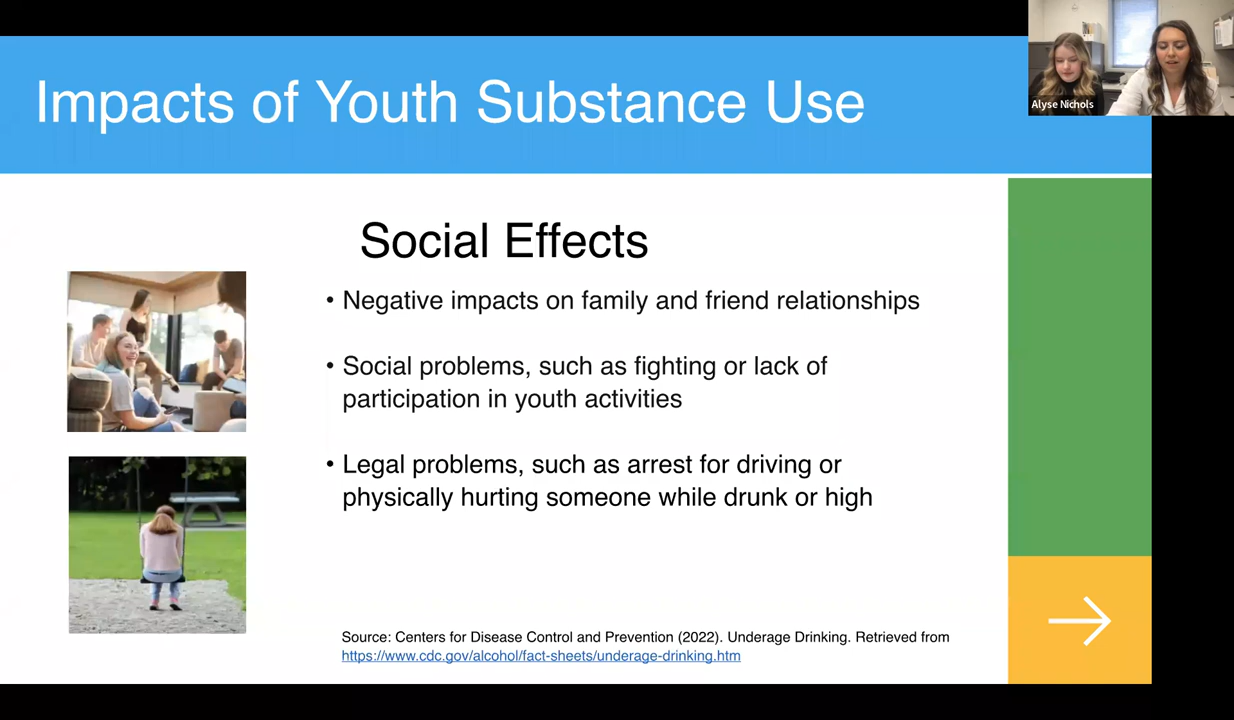 Impacts of Youth Substance Use
Alyse Nichols
Social Effects
• Negative impacts on family and friend relationships
• Social problems, such as fighting or lack of
participation in youth activities
• Legal problems, such as arrest for driving or
physically hurting someone while drunk or high
Source: Centers for Disease Control and Prevention (2022). Underage Drinking. Retrieved from
https://www.cdc.gov/alcohol/fact-sheets/underage-drinking.htm